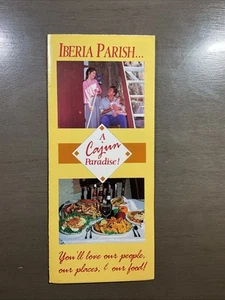 IBERIA PARISH...
A
Cajun
Paradise!
You'll love our people,
our places, & our food!